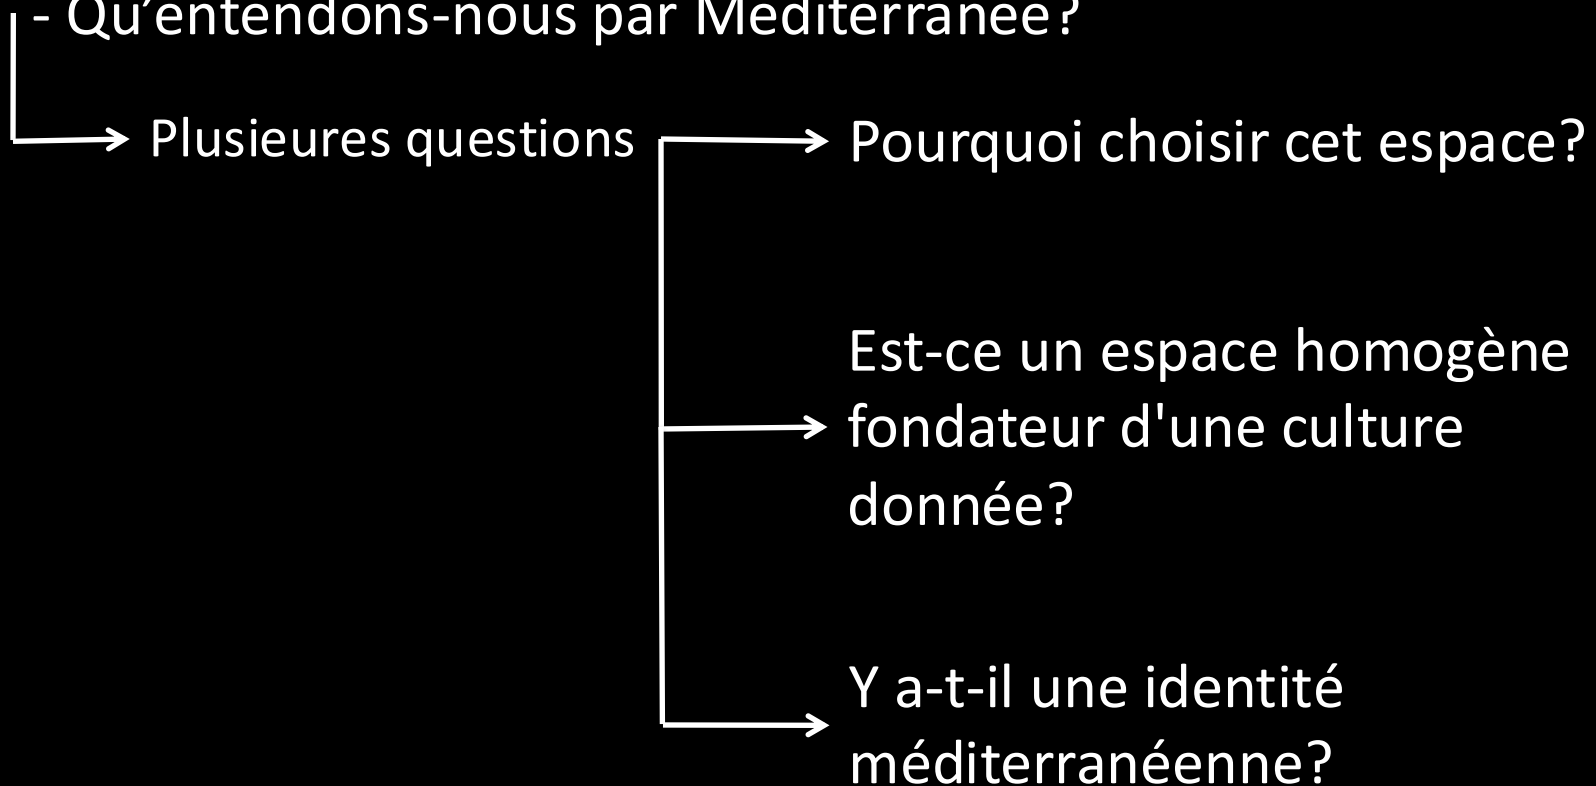 - Qu'entendons-nous par Méditerranée?
Plusieures questions
Pourquoi choisir cet espace?
Est-ce un espace homogène
fondateur d'une culture
donnée?
Y a-t-il une identité
méditerranéenne?